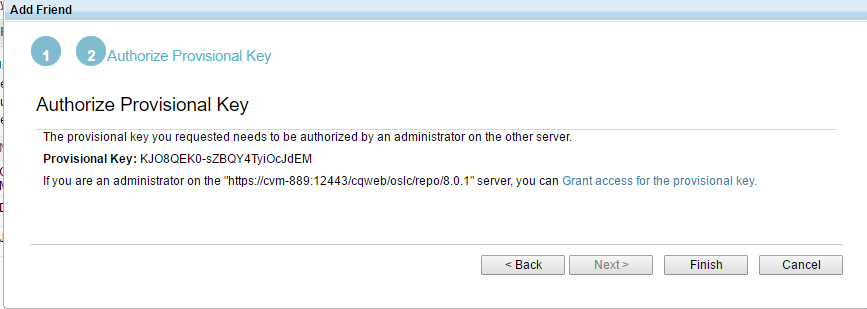 Add Friend
1 2 Authorize Provisional Key
Authorize Provisional Key
The provisional key you requested needs to be authorized by an administrator on the other server.
Provisional Key: KJO8QEK0-sZBQY4TyiOcJdEM
If you are an administrator on the "https://cvm-889:12443/cqweb/oslc/repo/8.0.1" server, you can Grant access for the provisional key.
< Back Next > Finish Cancel